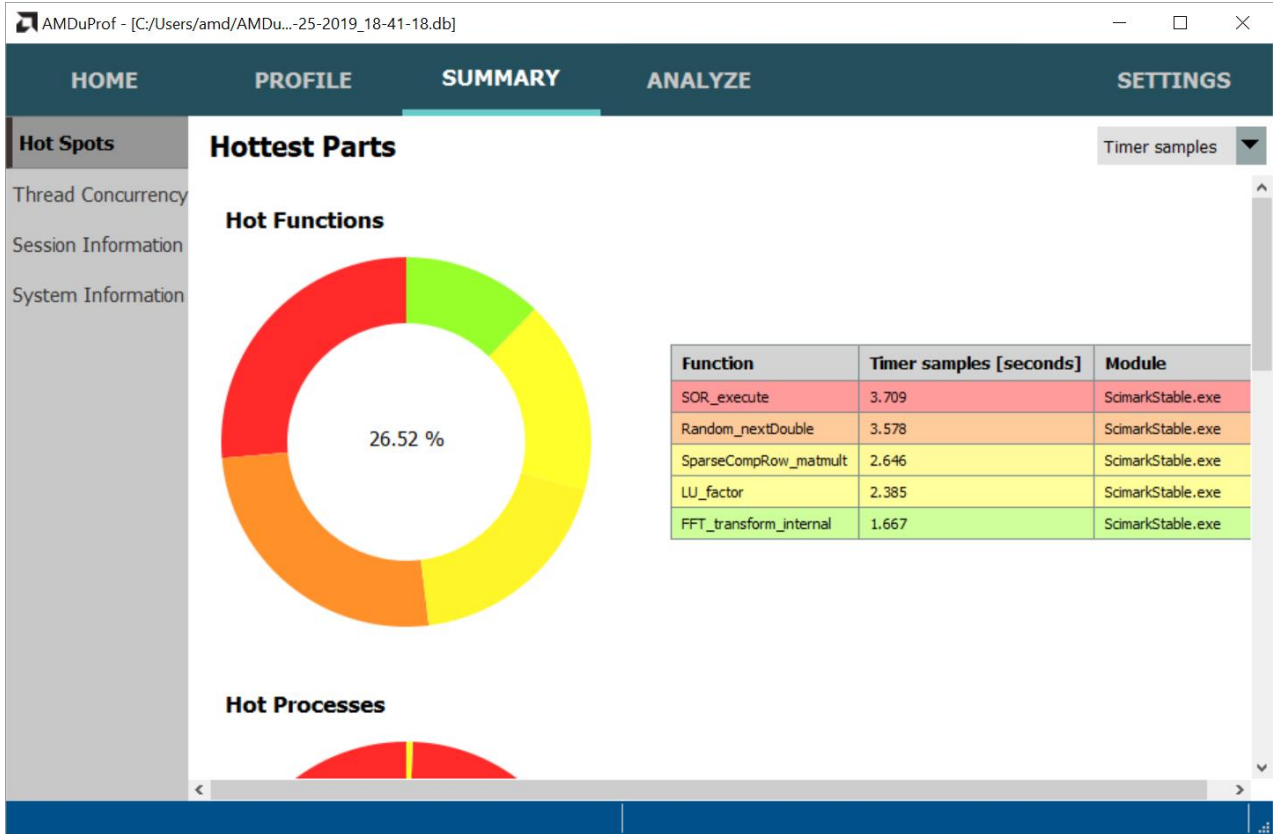 AMDuProf - [C:/Users/amd/AMDu...-25-2019_18-41-18.db]
HOME PROFILE SUMMARY ANALYZE SETTINGS
Hot Spots
Thread Concurrency
Session Information
System Information
Hottest Parts
Timer samples
Hot Functions
26.52 %
Function Timer samples [seconds] Module
SOR_execute 3.709 ScimarkStable.exe
Random_nextDouble 3.578 ScimarkStable.exe
SparseCompRow_matmult 2.646 ScimarkStable.exe
LU_factor 2.385 ScimarkStable.exe
FFT_transform_internal 1.667 ScimarkStable.exe
Hot Processes